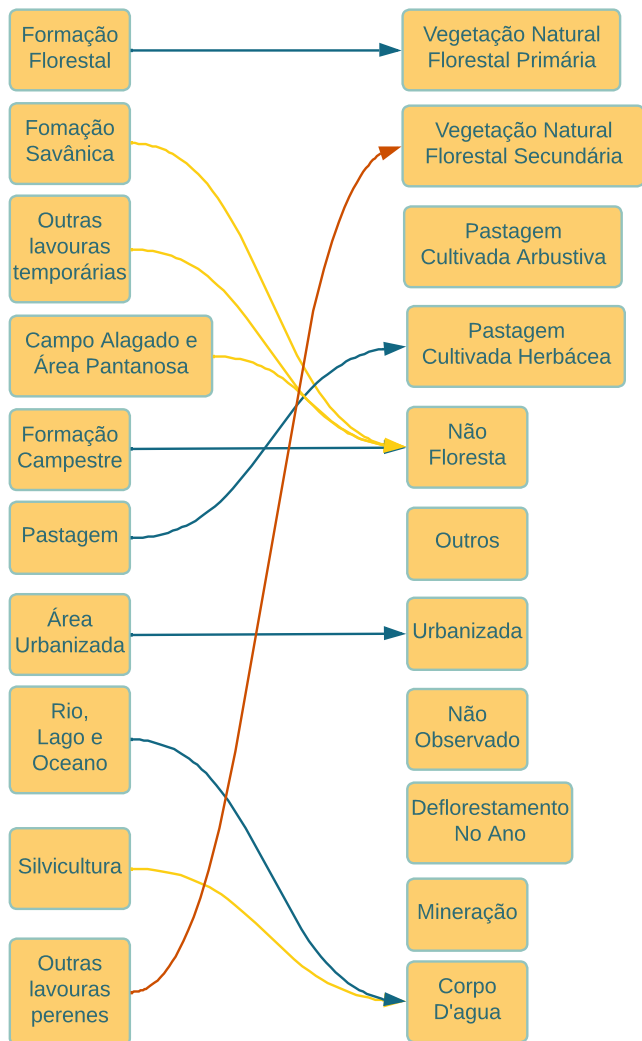 Formação
Florestal
Fomação
Savânica
Outras
lavouras
temporárias
Campo Alagado e
Área Pantanosa
Formação
Campestre
Pastagem
Área
Urbanizada
Rio,
Lago e
Oceano
Silvicultura
Outras
lavouras
perenes
Vegetação Natural
Florestal Primária
Vegetação Natural
Florestal Secundária
Pastagem
Cultivada Arbustiva
Pastagem
Cultivada Herbácea
Não
Floresta
Outros
Urbanizada
Não
Observado
Deflorestamento
No Ano
Mineração
Corpo
D'agua